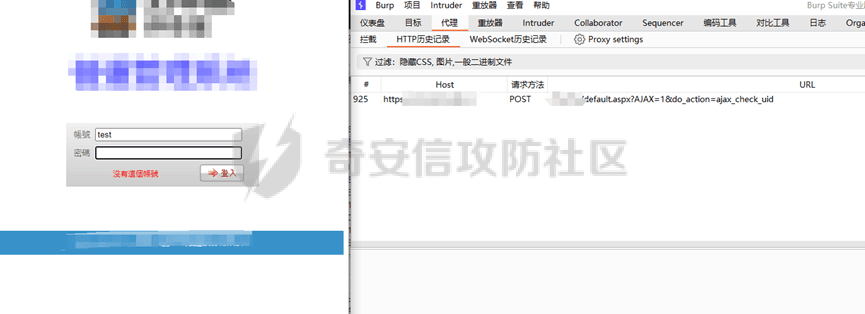 Burp 项目 Intruder 重放器 查看 帮助
Burp Suite专业版
仪表盘 目标 代理 重放器 Intruder Collaborator Sequencer 编码工具 对比工具 日志
拦截 HTTP历史记录 WebSocket历史记录 Proxy settings
过滤：隐藏CSS, 图片,一般二进制文件
# Host 请求方法 URL
925 https POST /default.aspx?AJAX=1&do_action=ajax_check_uid
帳號 test
密碼
沒有這個帳號 登入
奇安信攻防社区